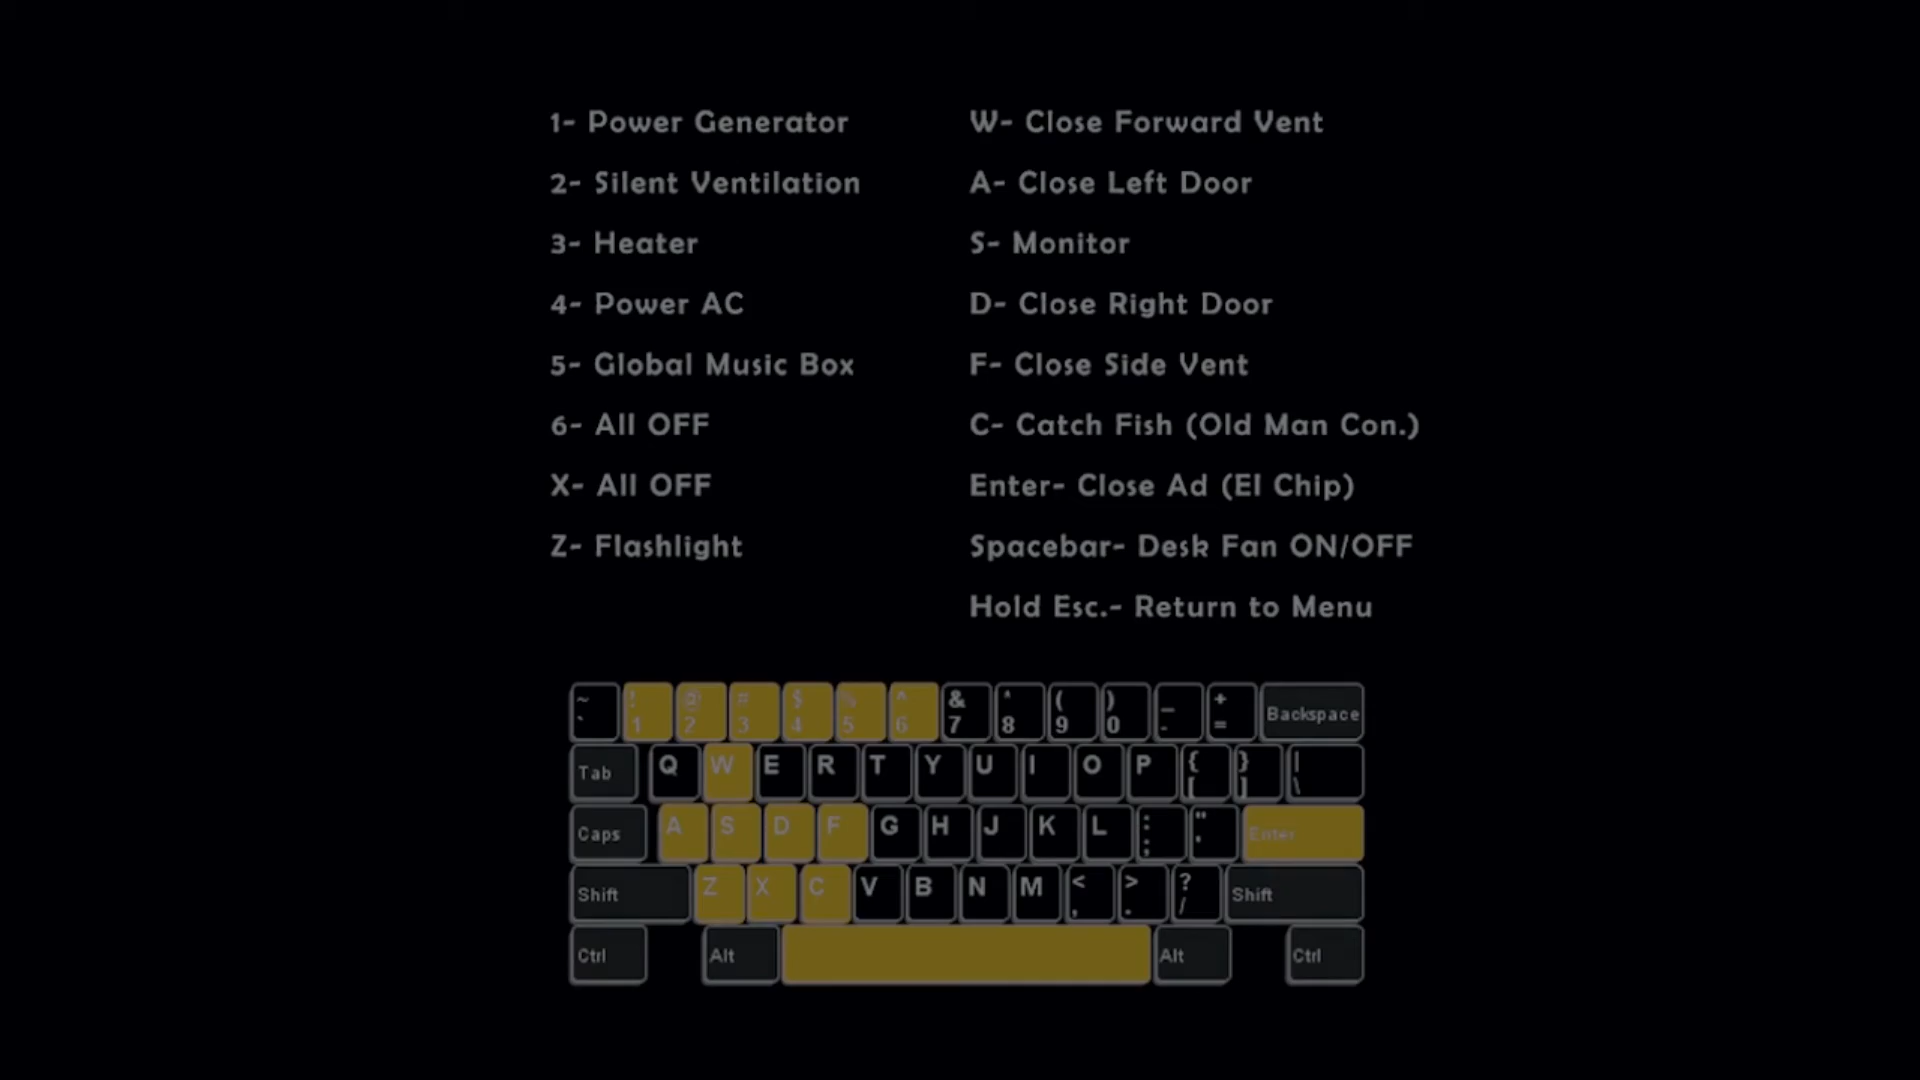 1- Power Generator
2- Silent Ventilation
3- Heater
4- Power AC
5- Global Music Box
6- All OFF
X- All OFF
Z- Flashlight
W- Close Forward Vent
A- Close Left Door
S- Monitor
D- Close Right Door
F- Close Side Vent
C- Catch Fish (Old Man Con.)
Enter- Close Ad (El Chip)
Spacebar- Desk Fan ON/OFF
Hold Esc.- Return to Menu
~ ! @ # $ % ^ & * ( ) _ +
` 1 2 3 4 5 6 7 8 9 0 - = Backspace
Tab Q W E R T Y U I O P { } |
[ ] \
Caps A S D F G H J K L : " Enter
; '
Shift Z X C V B N M < > ? Shift
, . /
Ctrl Alt Alt Ctrl